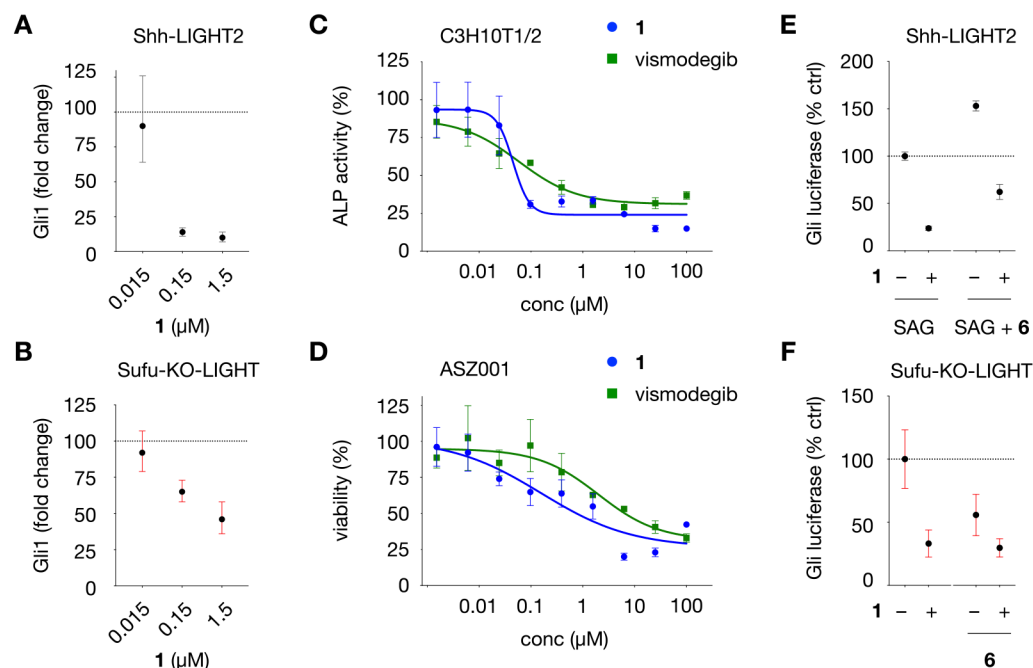 A
Shh-LIGHT2
Gli1 (fold change)
125
100
75
50
25
0
0.015
0.15
1.5
1 (µM)
B
Sufu-KO-LIGHT
Gli1 (fold change)
125
100
75
50
25
0
0.015
0.15
1.5
1 (µM)
C
C3H10T1/2
1
vismodegib
ALP activity (%)
125
100
75
50
25
0
0.01
0.1
1
10
100
conc (µM)
D
ASZ001
1
vismodegib
viability (%)
125
100
75
50
25
0
0.01
0.1
1
10
100
conc (µM)
E
Shh-LIGHT2
Gli luciferase (% ctrl)
200
150
100
50
0
1 − + − +
SAG SAG + 6
F
Sufu-KO-LIGHT
Gli luciferase (% ctrl)
150
100
50
0
1 − + − +
6